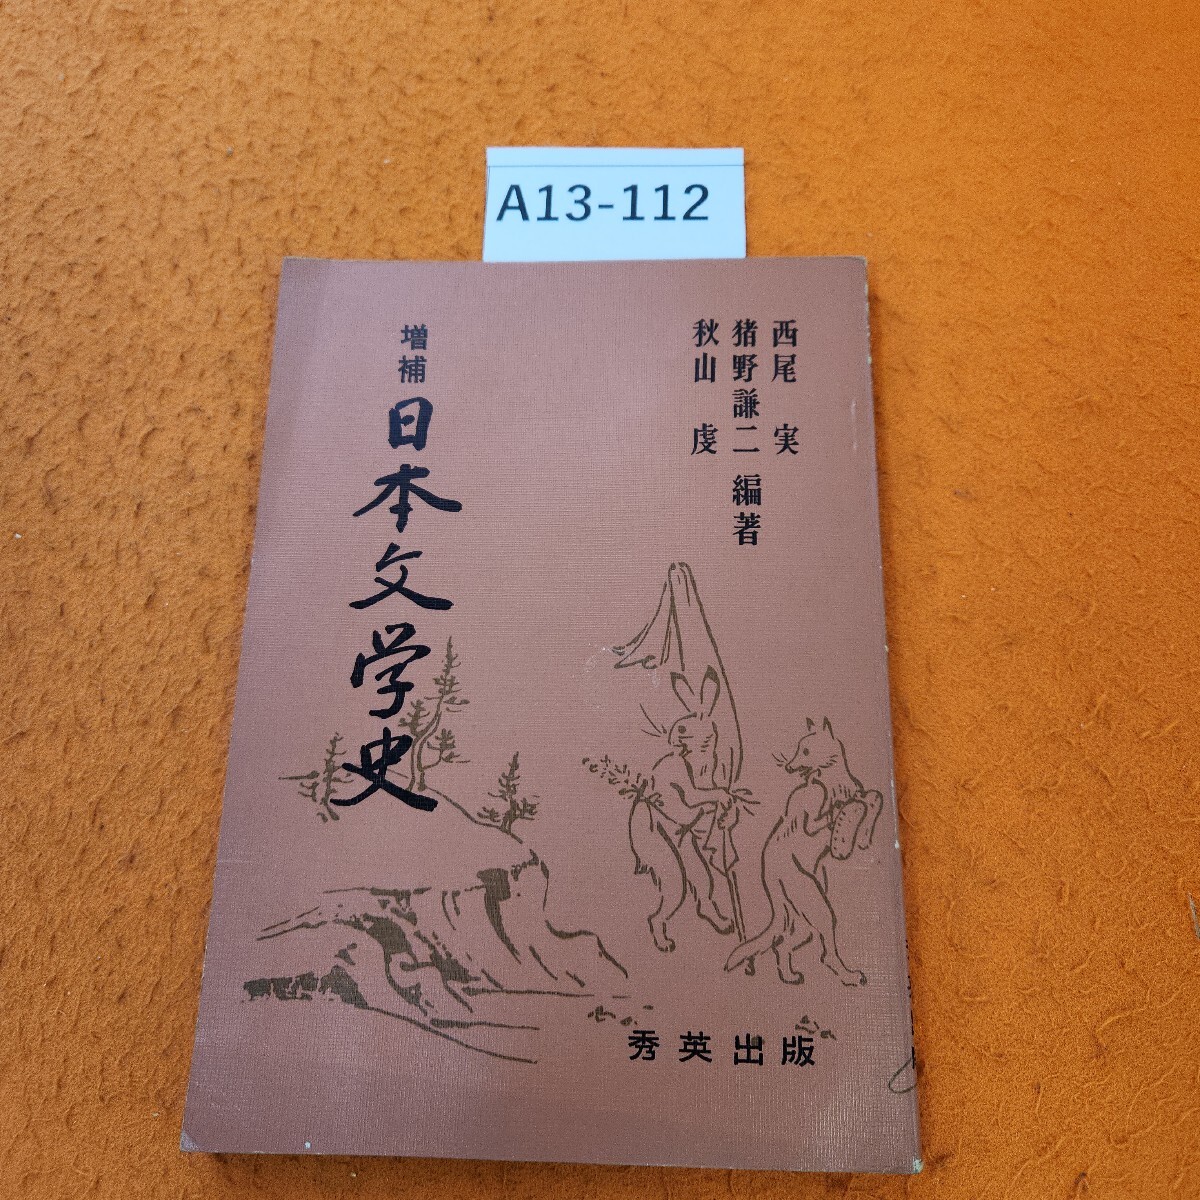 A13-112
西尾 実
猪野謙二 編著
秋山 虔
増補
日本文学史
秀英出版